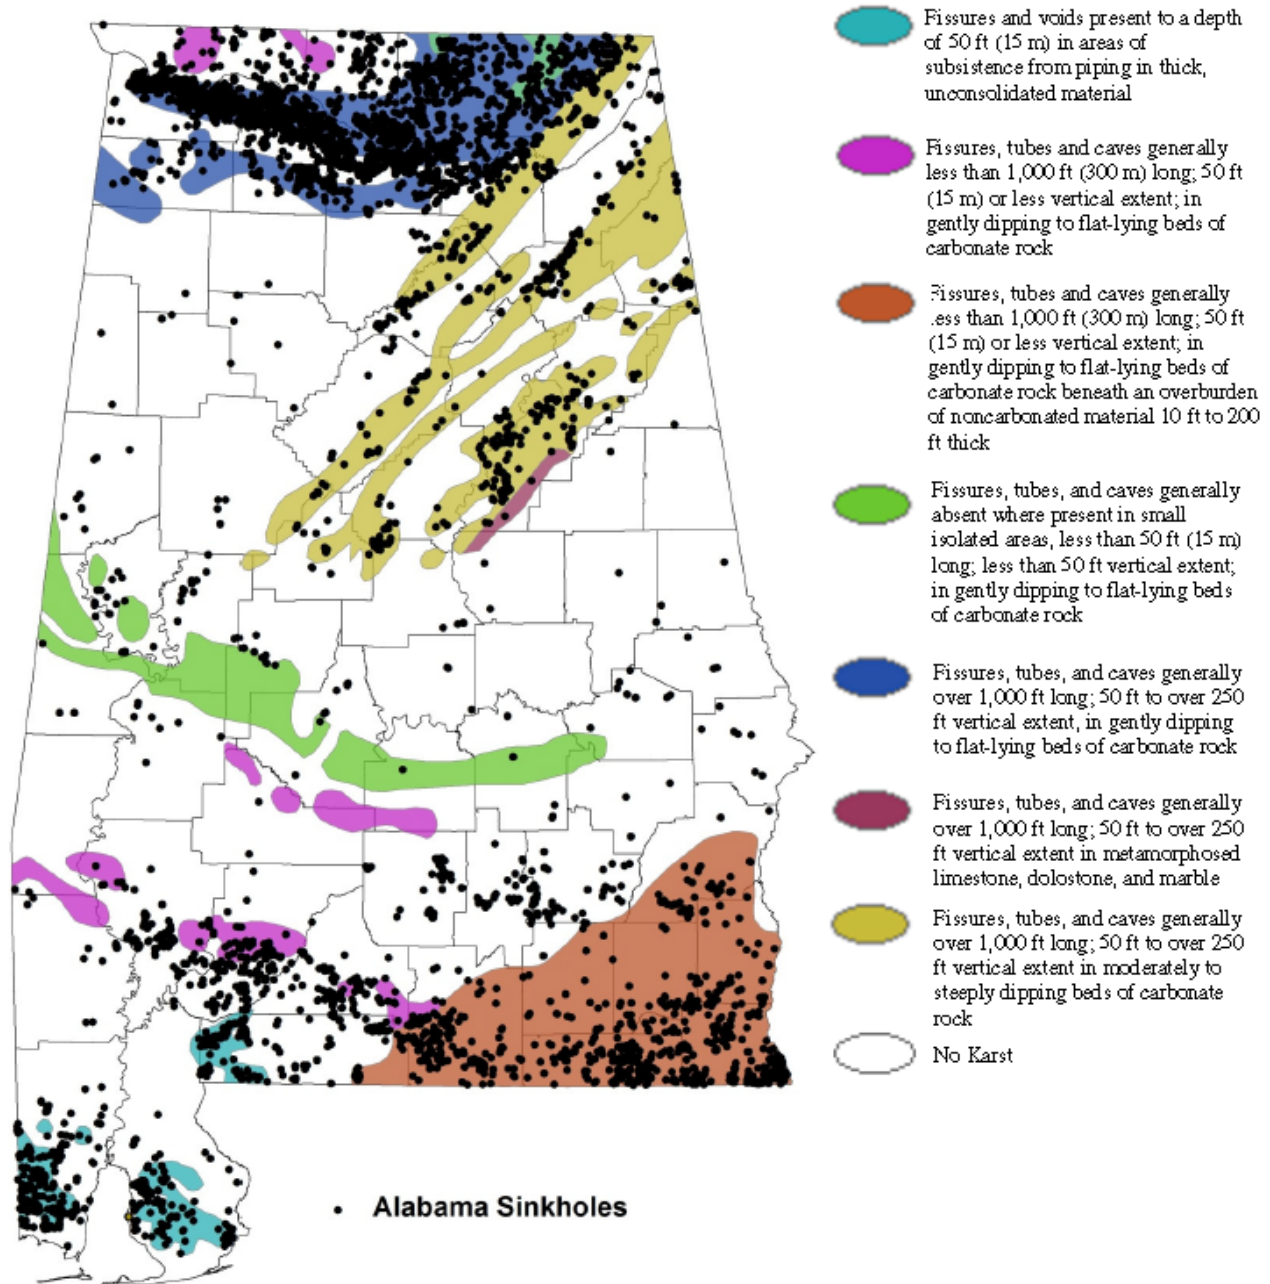 Fissures and voids present to a depth
of 50 ft (15 m) in areas of
subsistence from piping in thick,
unconsolidated material
Fissures, tubes and caves generally
less than 1,000 ft (300 m) long; 50 ft
(15 m) or less vertical extent; in
gently dipping to flat-lying beds of
carbonate rock
Fissures, tubes and caves generally
less than 1,000 ft (300 m) long; 50 ft
(15 m) or less vertical extent; in
gently dipping to flat-lying beds of
carbonate rock beneath an overburden
of noncarbonated material 10 ft to 200
ft thick
Fissures, tubes, and caves generally
absent where present in small
isolated areas, less than 50 ft (15 m)
long; less than 50 ft vertical extent;
in gently dipping to flat-lying beds
of carbonate rock
Fissures, tubes, and caves generally
over 1,000 ft long; 50 ft to over 250
ft vertical extent, in gently dipping
to flat-lying beds of carbonate rock
Fissures, tubes, and caves generally
over 1,000 ft long; 50 ft to over 250
ft vertical extent in metamorphosed
limestone, dolostone, and marble
Fissures, tubes, and caves generally
over 1,000 ft long; 50 ft to over 250
ft vertical extent in moderately to
steeply dipping beds of carbonate
rock
No Karst
Alabama Sinkholes